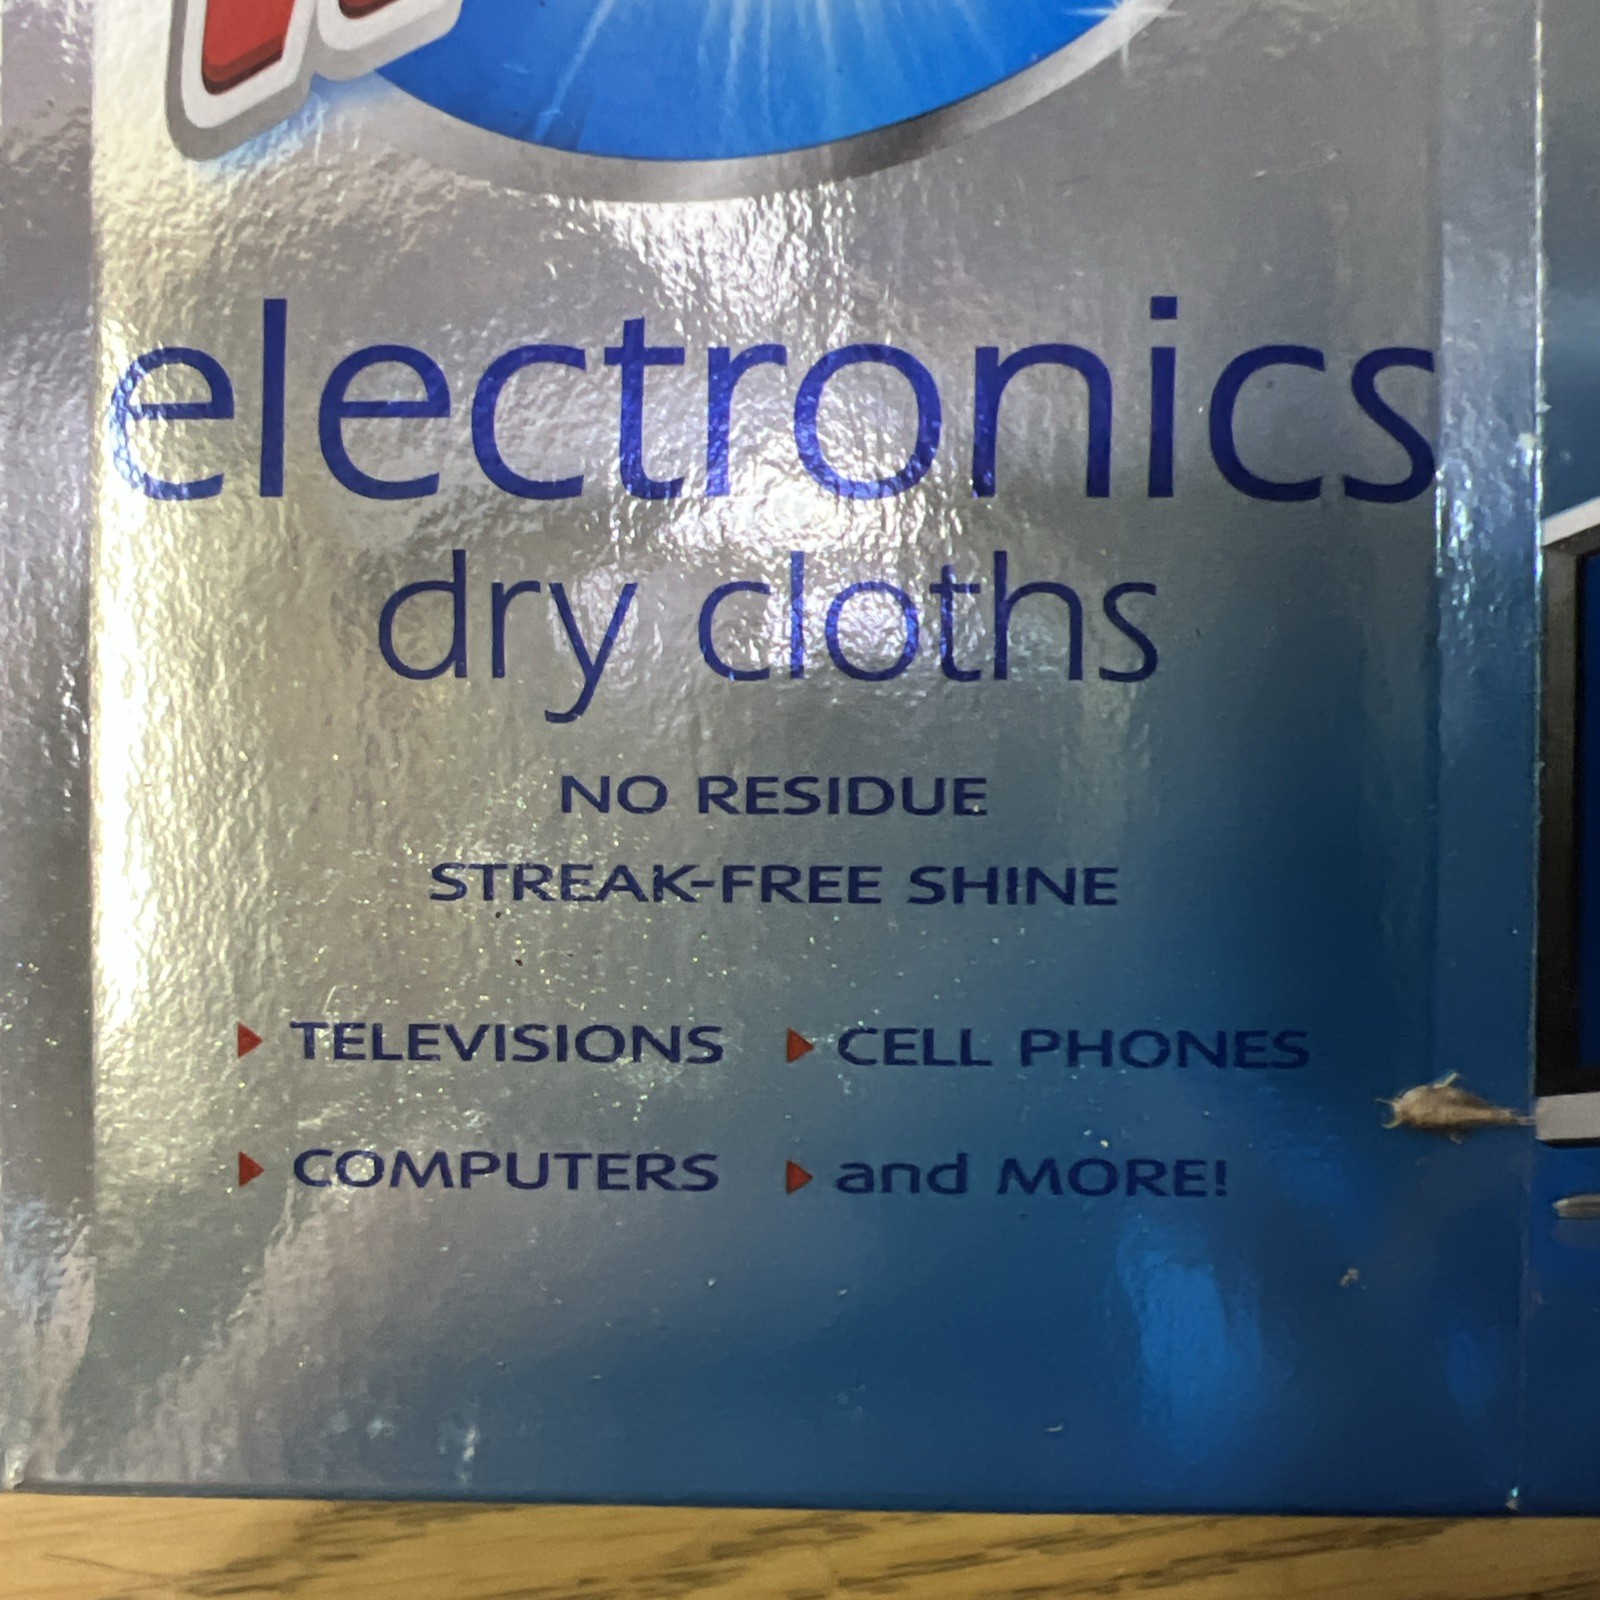 electronics
dry cloths
NO RESIDUE
STREAK-FREE SHINE
TELEVISIONS
CELL PHONES
COMPUTERS
and MORE!